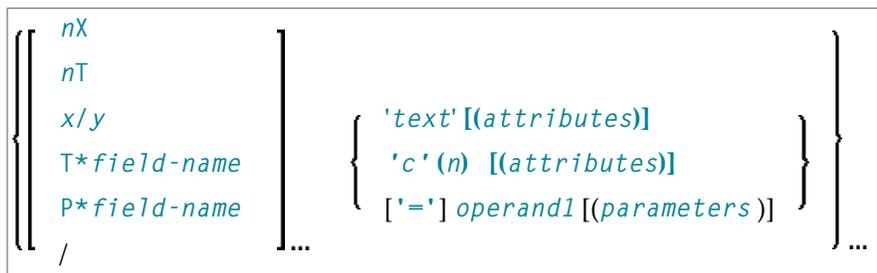 nX
nT
x/y 'text' [(attributes)]
T*field-name 'c' (n) [(attributes)]
P*field-name ['='] operand1 [(parameters )]
/ ... ...